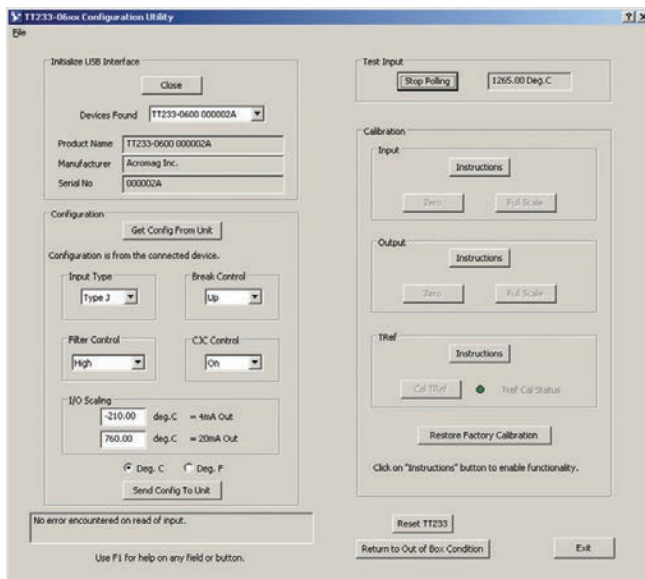 TT233-06xx Configuration Utility
File
Initialize USB Interface
Close
Devices Found TT233-0600 000002A
Product Name TT233-0600 000002A
Manufacturer Acromag Inc.
Serial No 000002A
Configuration
Get Config From Unit
Configuration is from the connected device.
Input Type
Type J
Break Control
Up
Filter Control
High
CJC Control
On
I/O Scaling
-210.00 deg.C = 4mA Out
760.00 deg.C = 20mA Out
Deg. C Deg. F
Send Config To Unit
No error encountered on read of input.
Use F1 for help on any field or button.
Test Input
Stop Polling 1265.00 Deg.C
Calibration
Input
Instructions
Zero Full Scale
Output
Instructions
Zero Full Scale
TRef
Instructions
Cal TRef Tref Cal Status
Restore Factory Calibration
Click on "Instructions" button to enable functionality.
Reset TT233
Return to Out of Box Condition Exit